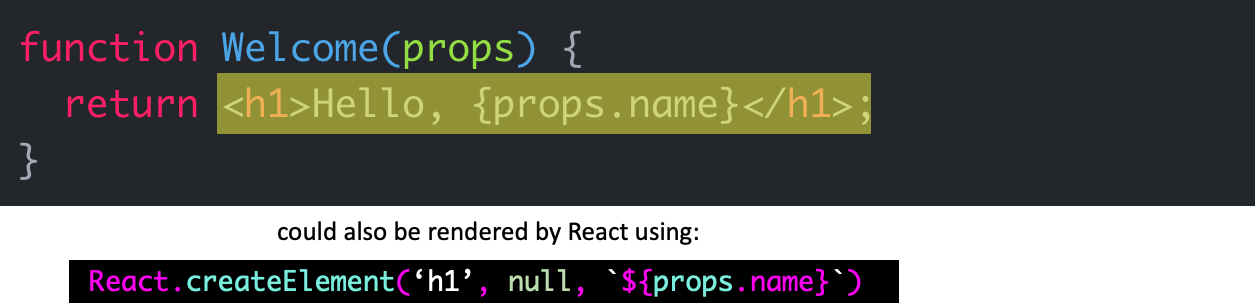 function Welcome(props) {
  return <h1>Hello, {props.name}</h1>;
}
could also be rendered by React using:
React.createElement(‘h1’, null, `${props.name}`)